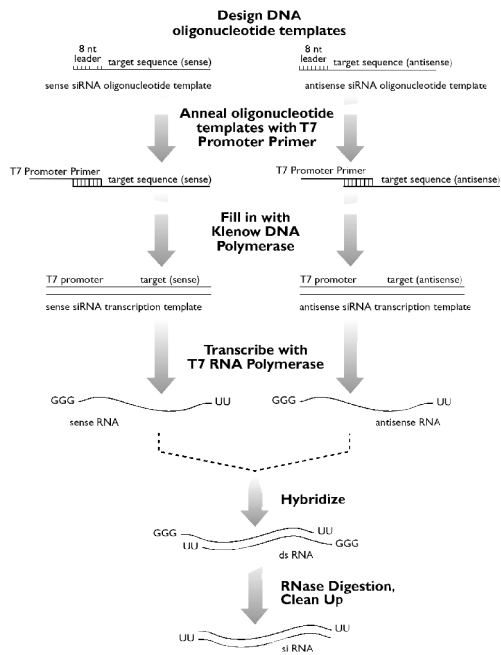 Design DNA
oligonucleotide templates
8 nt
leader target sequence (sense)
sense siRNA oligonucleotide template
8 nt
leader target sequence (antisense)
antisense siRNA oligonucleotide template
Anneal oligonucleotide
templates with T7
Promoter Primer
T7 Promoter Primer
target sequence (sense)
T7 Promoter Primer
target sequence (antisense)
Fill in with
Klenow DNA
Polymerase
T7 promoter target (sense)
sense siRNA transcription template
T7 promoter target (antisense)
antisense siRNA transcription template
Transcribe with
T7 RNA Polymerase
GGG UU
sense RNA
GGG UU
antisense RNA
Hybridize
GGG UU
UU GGG
ds RNA
RNase Digestion,
Clean Up
UU
UU
si RNA